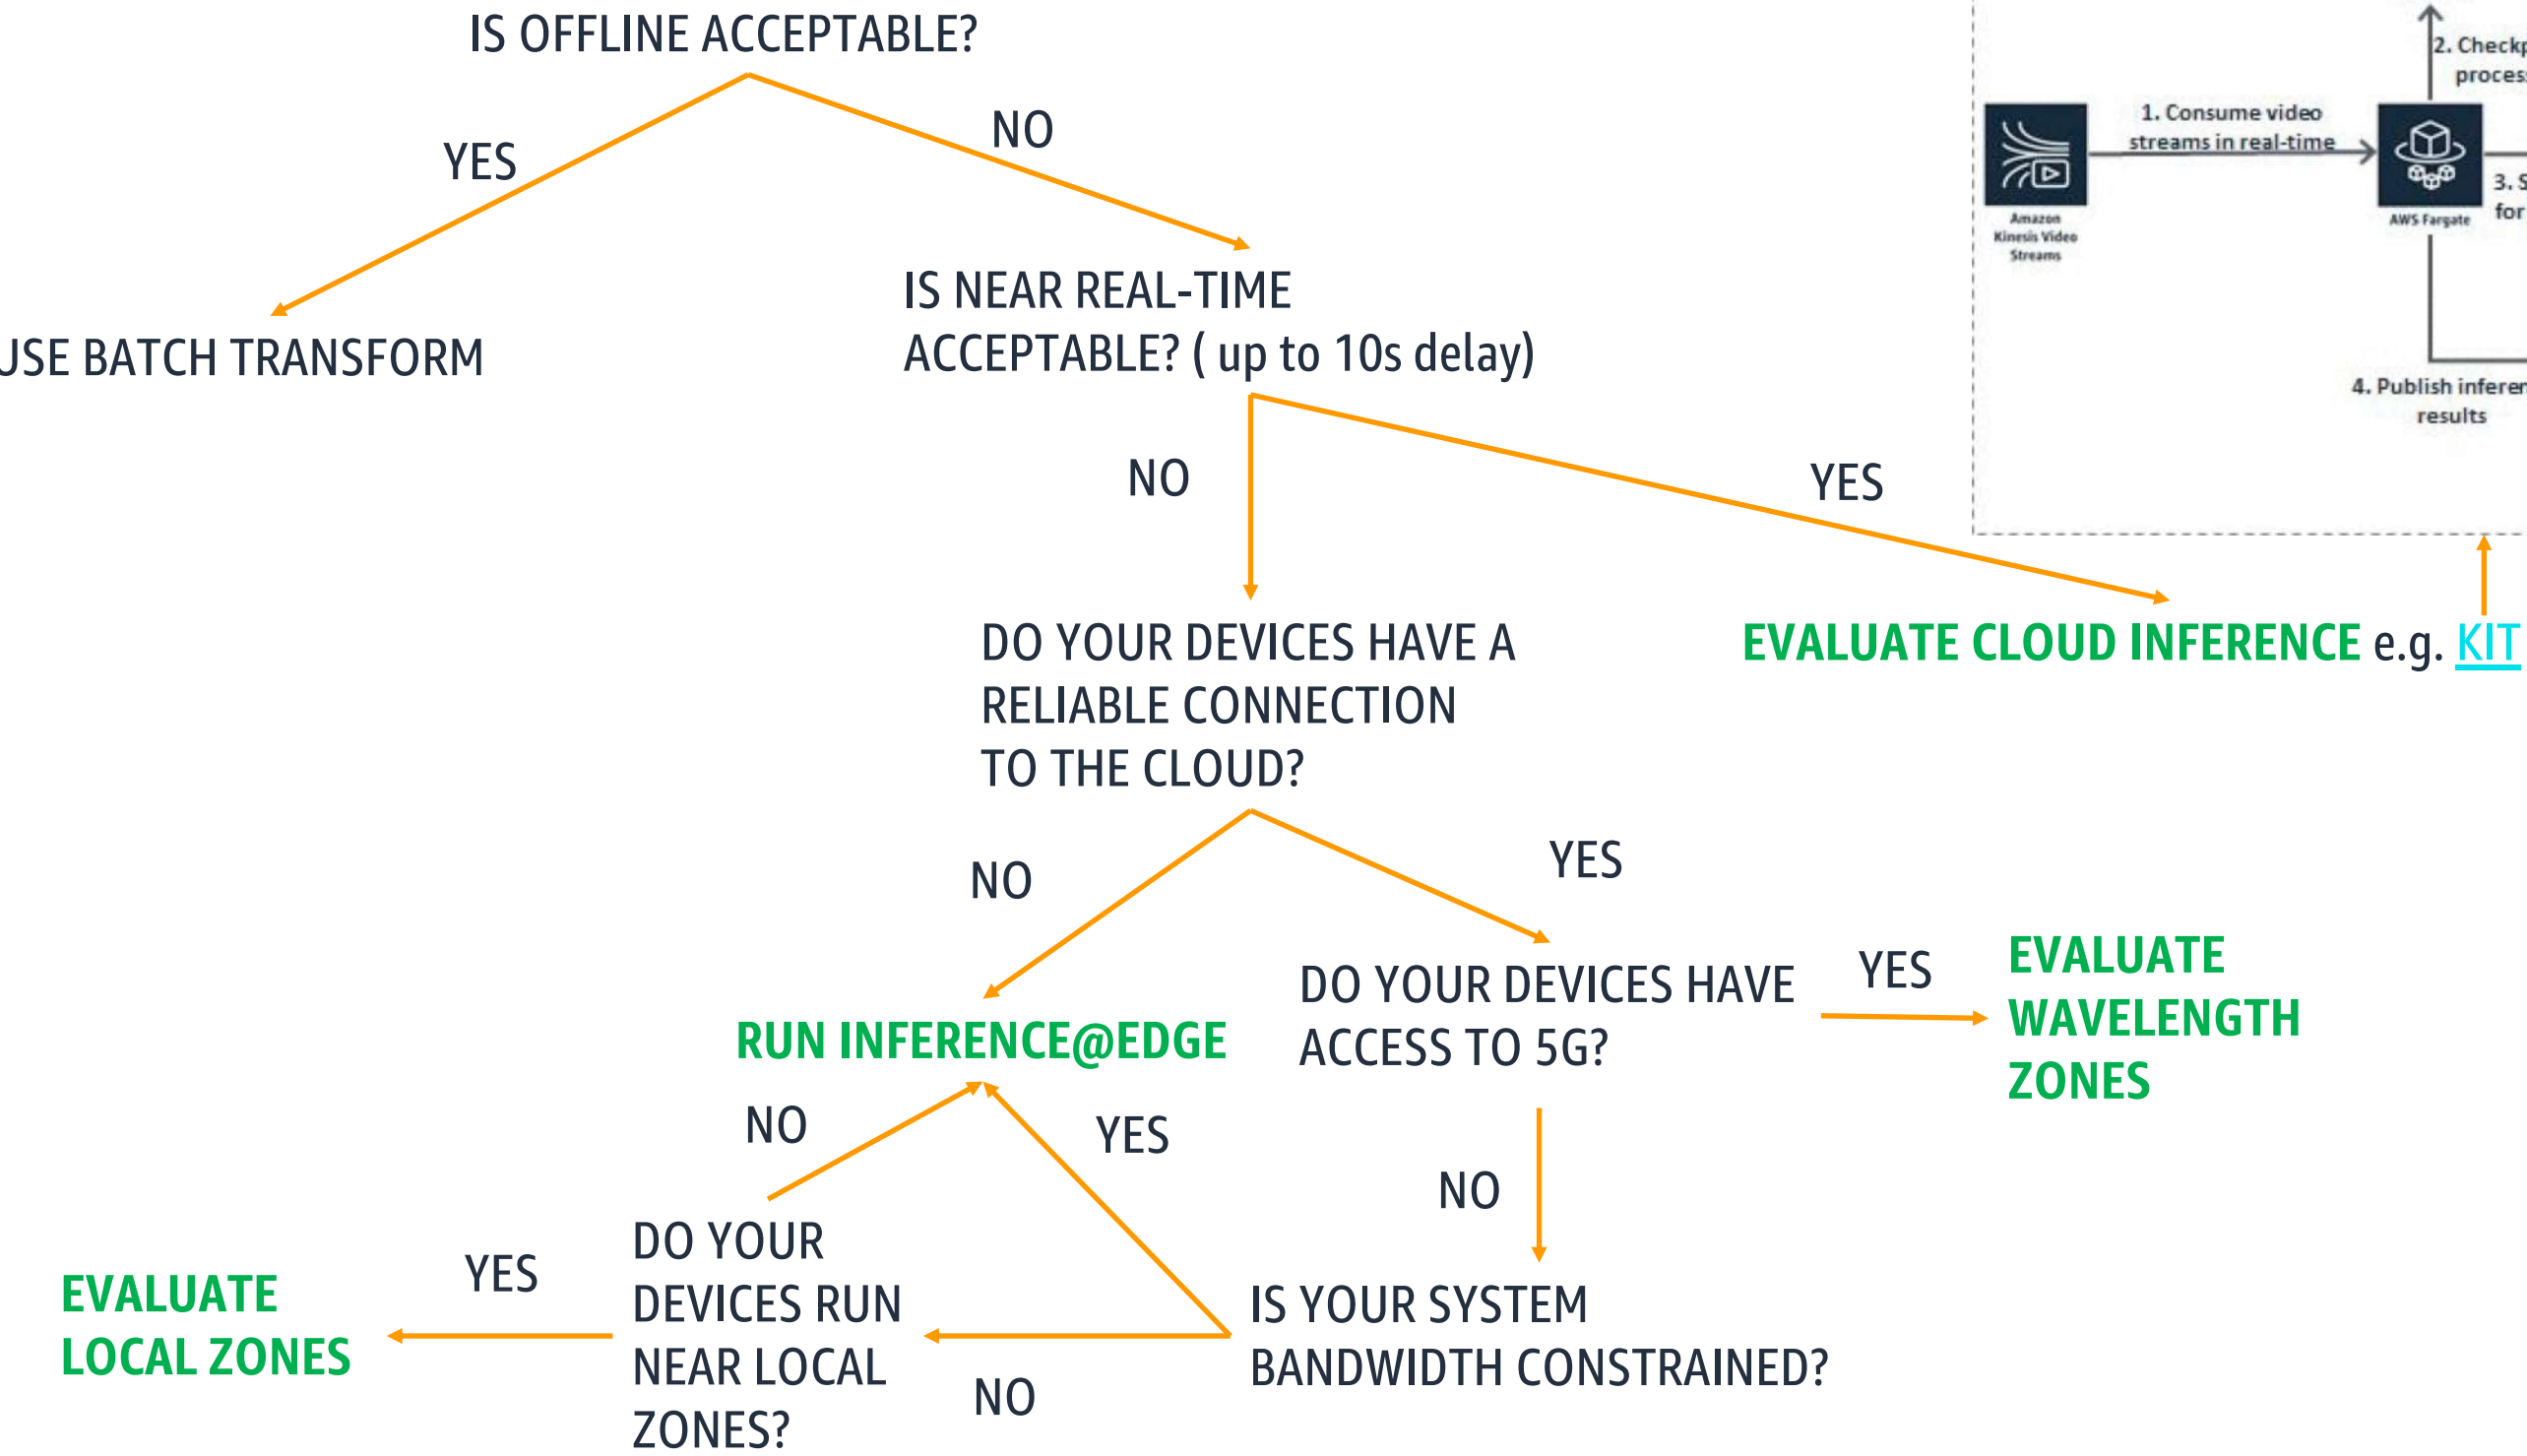 IS OFFLINE ACCEPTABLE?
YES
NO
USE BATCH TRANSFORM
IS NEAR REAL-TIME
ACCEPTABLE? ( up to 10s delay)
1. Consume video
streams in real-time
Amazon
Kinesis Video
Streams
AWS Fargate
2.
3.
for
4. Publish
results
NO
YES
DO YOUR DEVICES HAVE A
RELIABLE CONNECTION
TO THE CLOUD?
EVALUATE CLOUD INFERENCE e.g. KIT
NO
YES
RUN INFERENCE@EDGE
DO YOUR DEVICES HAVE
ACCESS TO 5G?
YES
EVALUATE
WAVELENGTH
ZONES
NO
YES
NO
EVALUATE
LOCAL ZONES
YES
DO YOUR
DEVICES RUN
NEAR LOCAL
ZONES?
NO
IS YOUR SYSTEM
BANDWIDTH CONSTRAINED?